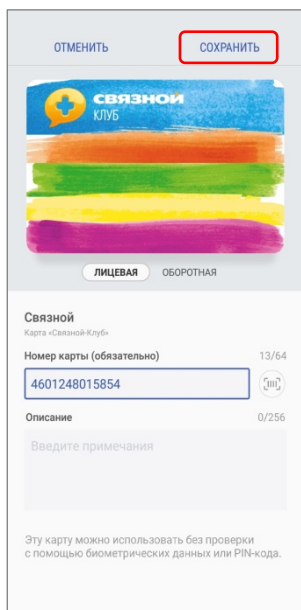 ОТМЕНИТЬ СОХРАНИТЬ
связной
КЛУБ
ЛИЦЕВАЯ ОБОРОТНАЯ
Связной
Карта «Связной-Клуб»
Номер карты (обязательно) 13/64
4601248015854
Описание 0/256
Введите примечания
Эту карту можно использовать без проверки
с помощью биометрических данных или PIN-кода.